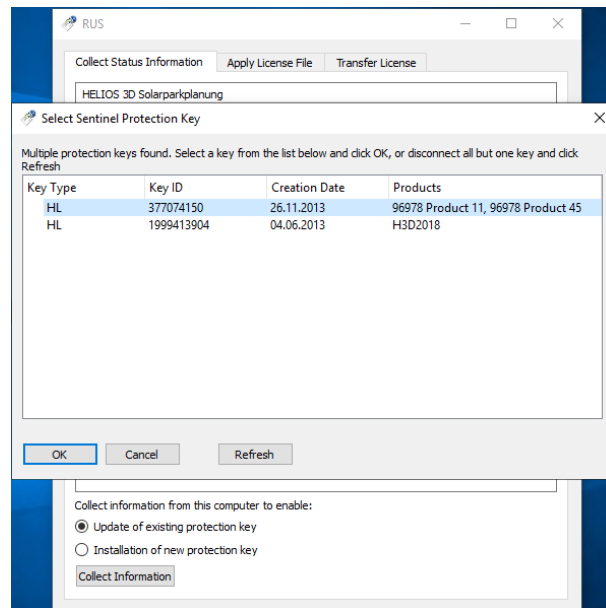 RUS
Collect Status Information Apply License File Transfer License
HELIOS 3D Solarparkplanung
Select Sentinel Protection Key
Multiple protection keys found. Select a key from the list below and click OK, or disconnect all but one key and click
Refresh
Key Type Key ID Creation Date Products
HL 377074150 26.11.2013 96978 Product 11, 96978 Product 45
HL 1999413904 04.06.2013 H3D2018
OK Cancel Refresh
Collect information from this computer to enable:
Update of existing protection key
Installation of new protection key
Collect Information